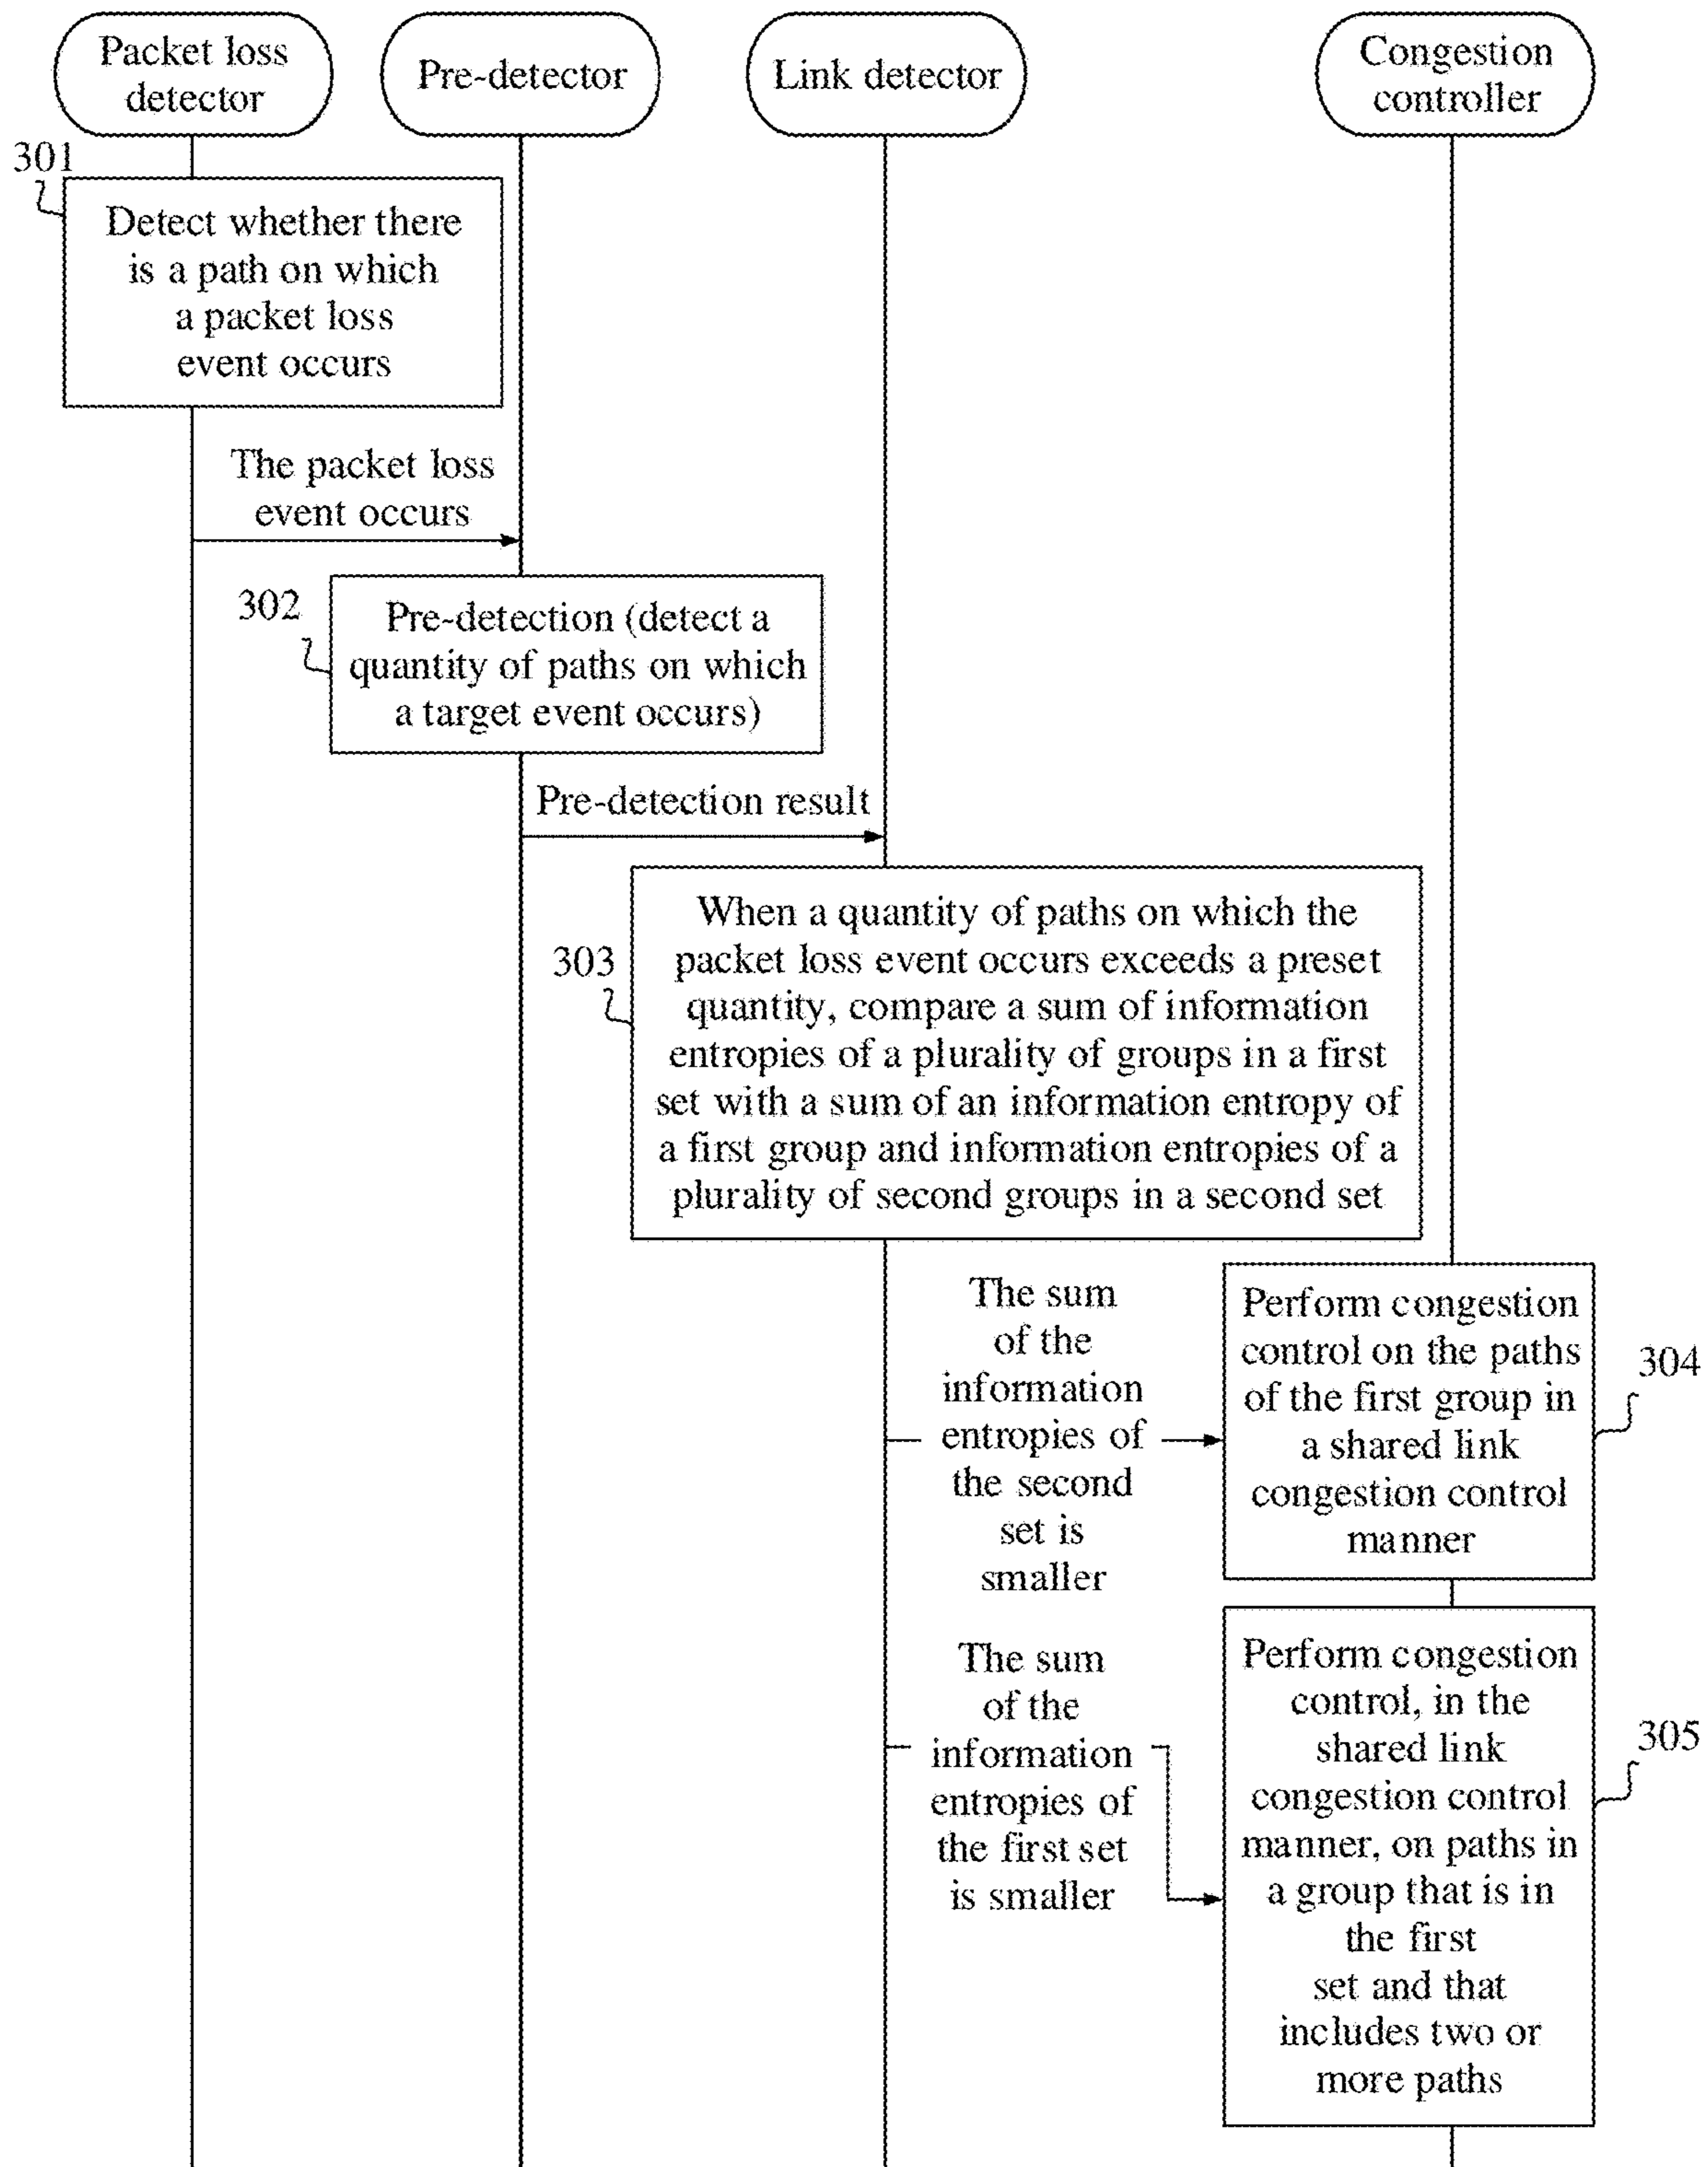 Packet loss
detector
Pre-detector
Link detector
Congestion
controller
301
Detect whether there
is a path on which
a packet loss
event occurs
The packet loss
event occurs
302
Pre-detection (detect a
quantity of paths on which
a target event occurs)
Pre-detection result
303
When a quantity of paths on which the
packet loss event occurs exceeds a preset
quantity, compare a sum of information
entropies of a plurality of groups in a first
set with a sum of an information entropy of
a first group and information entropies of a
plurality of second groups in a second set
The sum
of the
information
entropies of
the second
set is
smaller
Perform congestion
control on the paths
of the first group in
a shared link
congestion control
manner
304
The sum
of the
information
entropies of
the first set
is smaller
Perform congestion
control, in the
shared link
congestion control
manner, on paths in
a group that is in
the first
set and that
includes two or
more paths
305